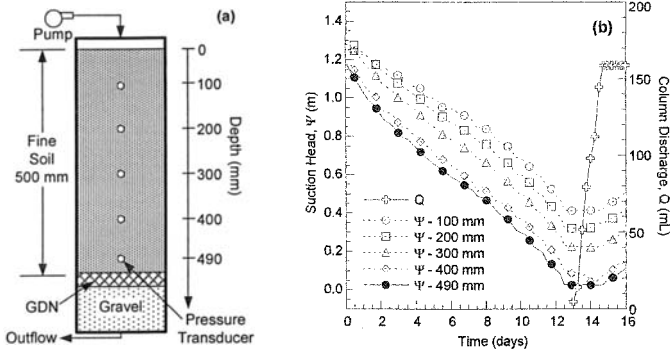 (a)
Pump
0
100
200
300
400
490
Depth (mm)
Fine
Soil
500 mm
GDN
Gravel
Outflow
Pressure
Transducer
(b)
Suction Head, Ψ (m)
1.4
1.2
1.0
0.8
0.6
0.4
0.2
0.0
Q
Ψ - 100 mm
Ψ - 200 mm
Ψ - 300 mm
Ψ - 400 mm
Ψ - 490 mm
0 2 4 6 8 10 12 14 16
Time (days)
200
150
100
50
0
Column Discharge, Q (mL)